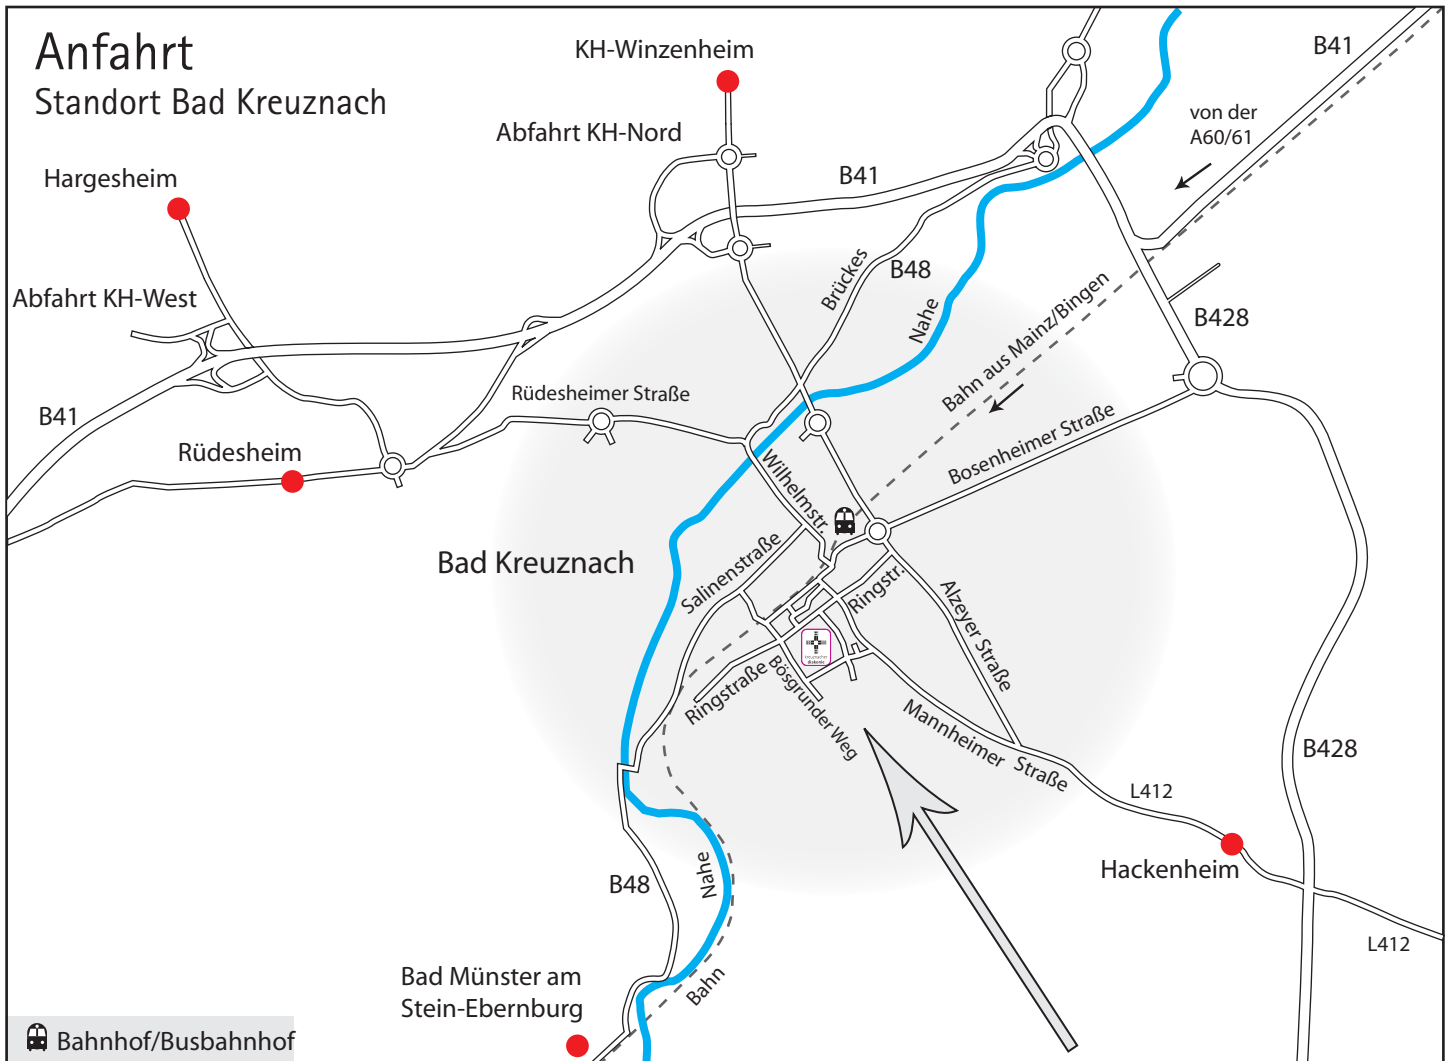 Anfahrt
Standort Bad Kreuznach
KH-Winzenheim
B41
Abfahrt KH-Nord
von der
A60/61
Hargesheim
B41
Abfahrt KH-West
Brückes
B48
Nahe
Bahn aus Mainz/Bingen
B428
B41
Rüdesheimer Straße
Bosenheimer Straße
Rüdesheim
Wilhelmstr.
Bad Kreuznach
Salinenstraße
Ringstr.
Alzeyer Straße
kreuznacher
diakonie
Ringstraße
Bösgrunder Weg
Mannheimer Straße
B428
L412
Hackenheim
Nahe
B48
L412
Bad Münster am
Stein-Ebernburg
Bahn
Bahnhof/Busbahnhof